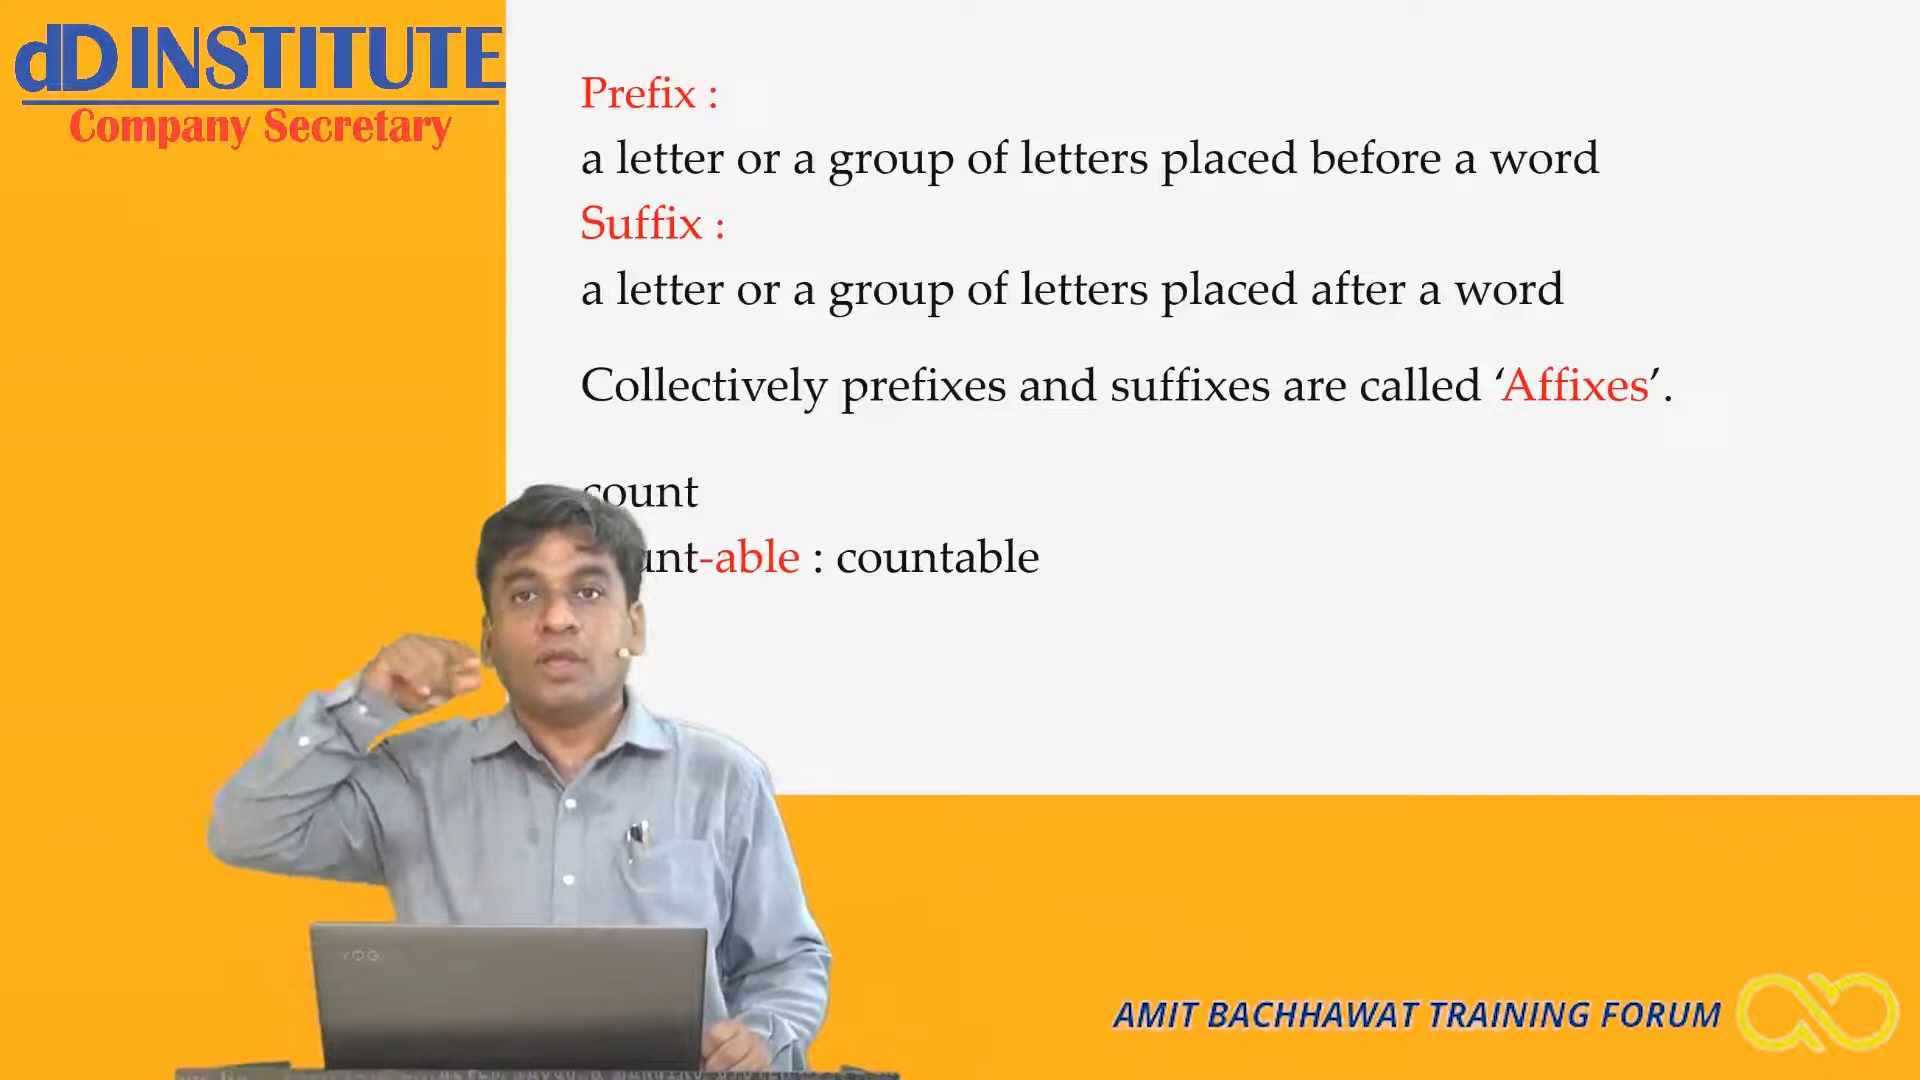 dD INSTITUTE
Company Secretary
Prefix :
a letter or a group of letters placed before a word
Suffix :
a letter or a group of letters placed after a word
Collectively prefixes and suffixes are called ‘Affixes’.
count
unt-able : countable
AMIT BACHHAWAT TRAINING FORUM